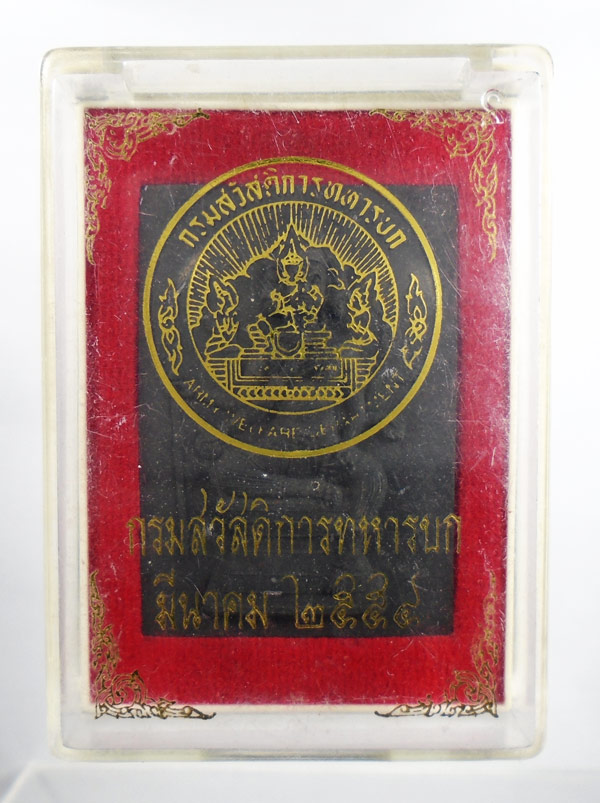 กรมสวัสดิการทหารบก
ARMY WELFARE DEPARTMENT
กรมสวัสดิการทหารบก
มีนาคม ๒๕๕๔